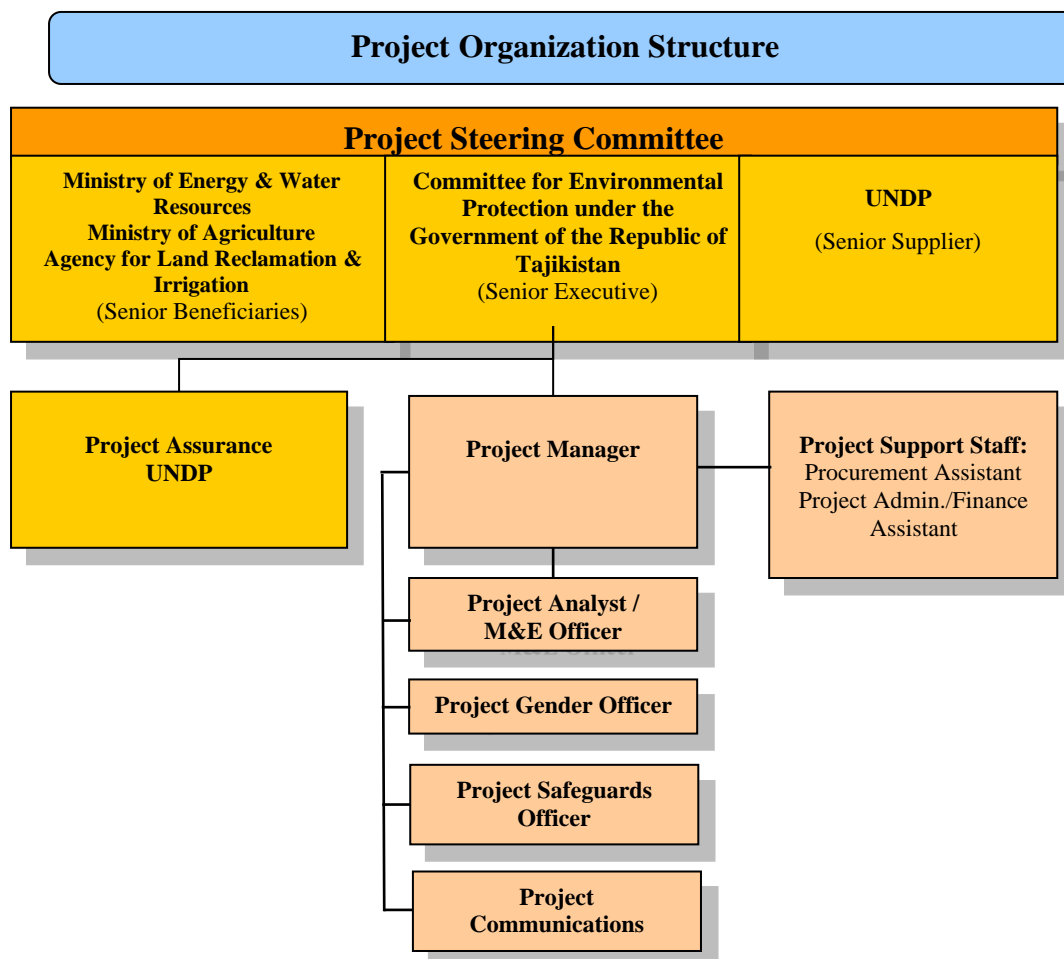 Project Organization Structure
Project Steering Committee
Ministry of Energy & Water
Resources
Ministry of Agriculture
Agency for Land Reclamation &
Irrigation
(Senior Beneficiaries)
Committee for Environmental
Protection under the
Government of the Republic of
Tajikistan
(Senior Executive)
UNDP
(Senior Supplier)
Project Assurance
UNDP
Project Manager
Project Support Staff:
Procurement Assistant
Project Admin./Finance
Assistant
Project Analyst /
M&E Officer
Project Gender Officer
Project Safeguards
Officer
Project
Communications